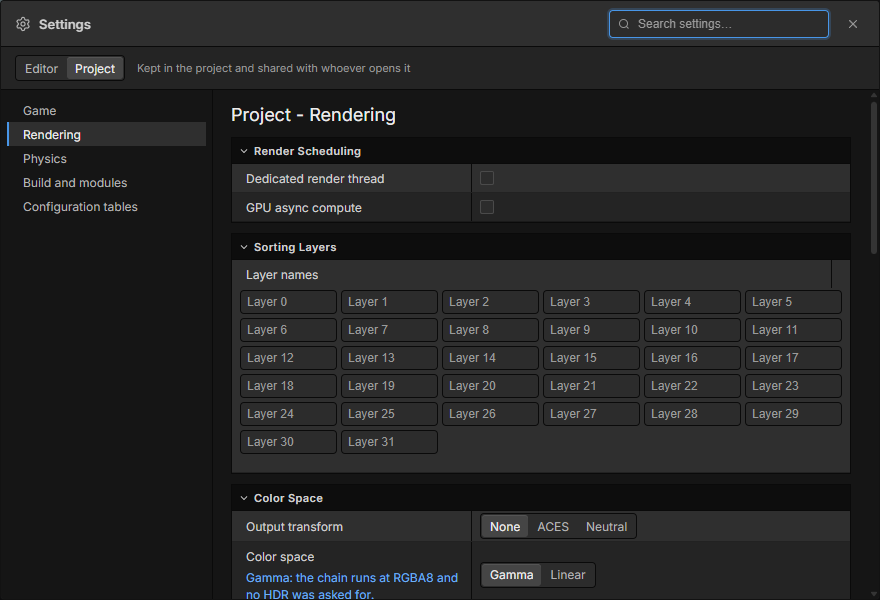 Settings
Search settings...
Editor Project Kept in the project and shared with whoever opens it
Game
Rendering
Physics
Build and modules
Configuration tables
Project - Rendering
Render Scheduling
Dedicated render thread
GPU async compute
Sorting Layers
Layer names
Layer 0 Layer 1 Layer 2 Layer 3 Layer 4 Layer 5
Layer 6 Layer 7 Layer 8 Layer 9 Layer 10 Layer 11
Layer 12 Layer 13 Layer 14 Layer 15 Layer 16 Layer 17
Layer 18 Layer 19 Layer 20 Layer 21 Layer 22 Layer 23
Layer 24 Layer 25 Layer 26 Layer 27 Layer 28 Layer 29
Layer 30 Layer 31
Color Space
Output transform None ACES Neutral
Color space
Gamma: the chain runs at RGBA8 and
no HDR was asked for.
Gamma Linear